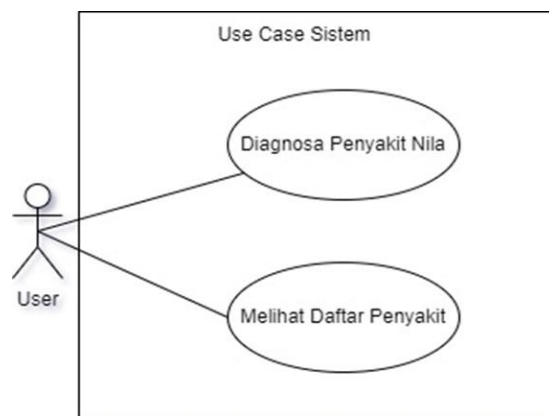 Use Case Sistem
Diagnosa Penyakit Nila
User
Melihat Daftar Penyakit